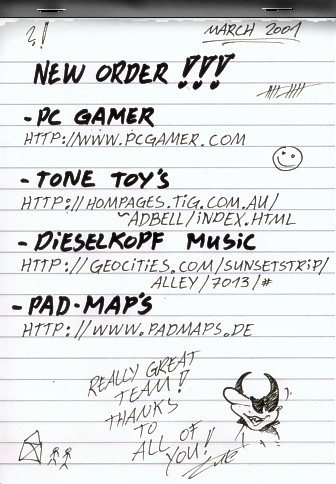 MARCH 2001
NEW ORDER !!!
- PC GAMER
HTTP://WWW.PCGAMER.COM
- TONE TOY'S
HTTP://HOMPAGES.TIG.COM.AU/
~ADBELL/INDEX.HTML
- DIESELKOPF MUSIC
HTTP://GEOCITIES.COM/SUNSETSTRIP/
ALLEY/7013/#
- PAD-MAP'S
HTTP://WWW.PADMAPS.DE
REALLY GREAT
TEAM!
THANKS
TO
ALL OF
YOU!